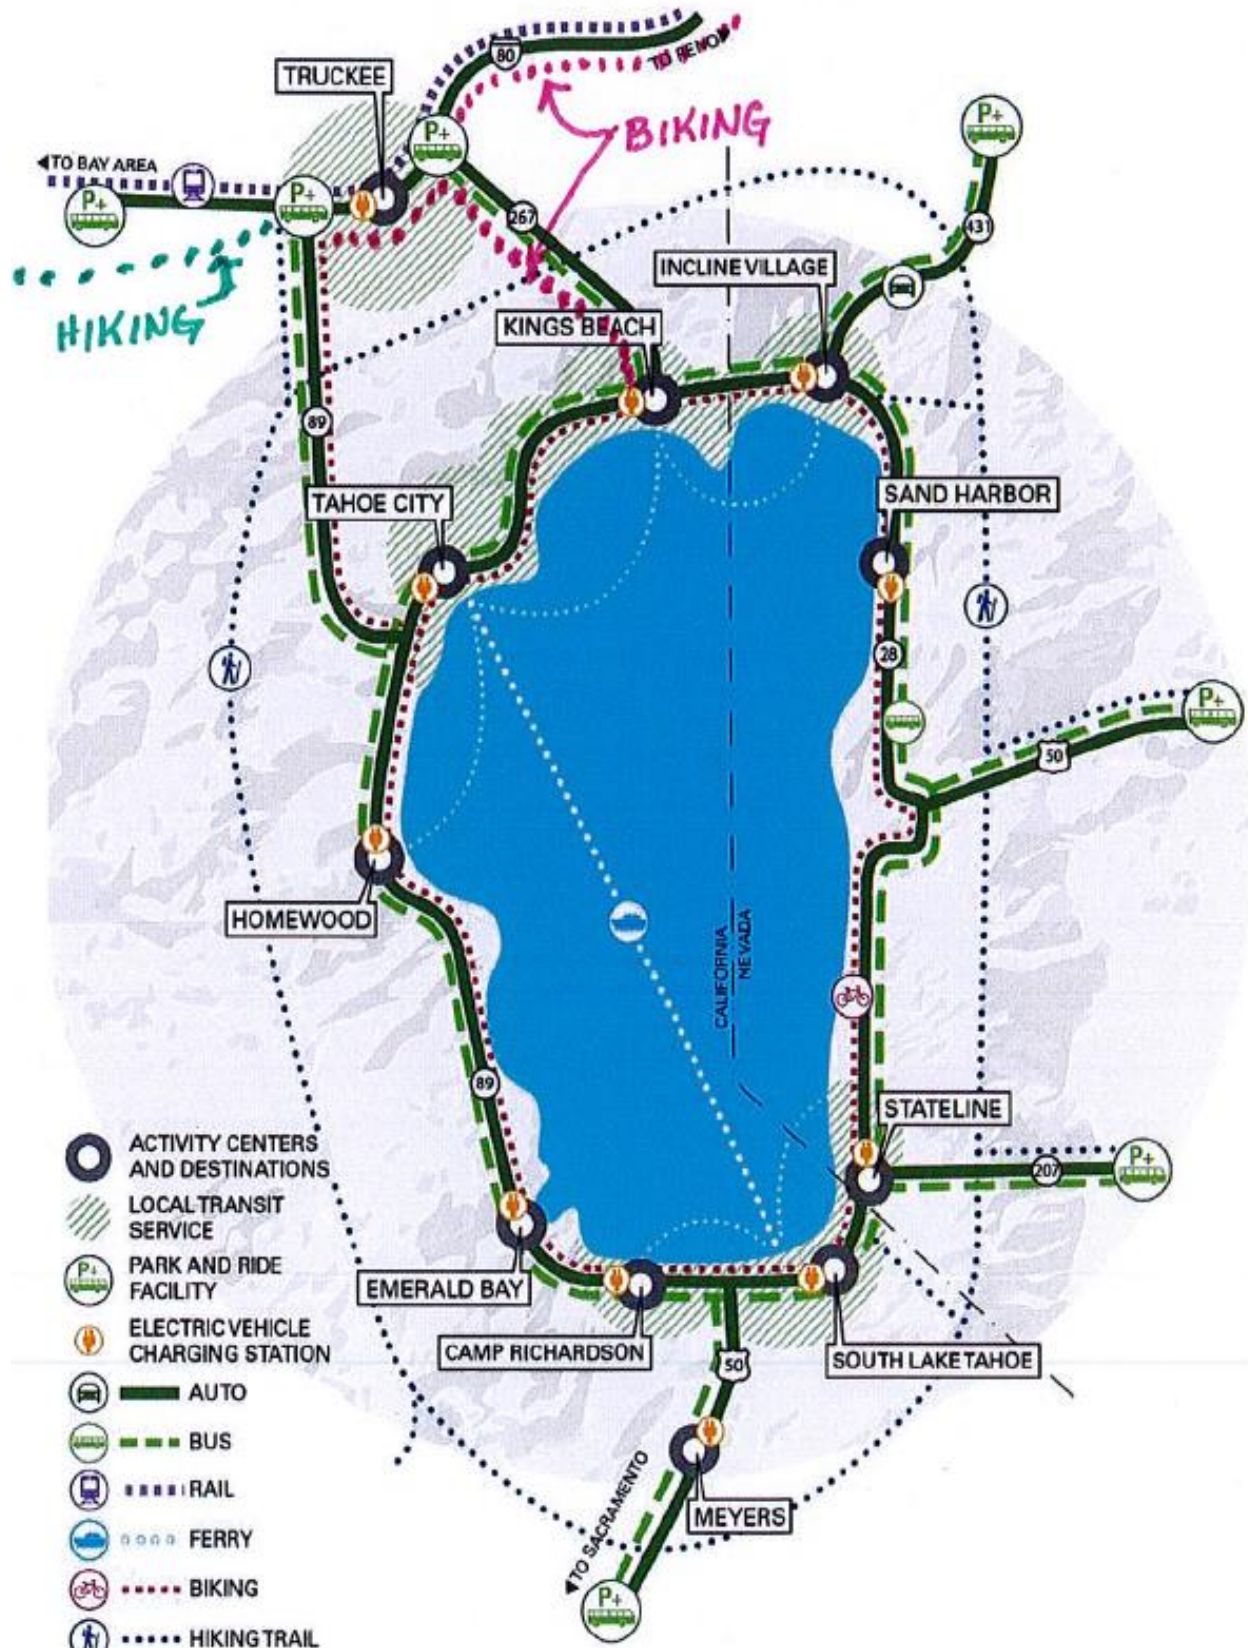 80
TO RENO
TRUCKEE
P+
BIKING
P+
TO BAY AREA
P+
P+
267
431
HIKING
INCLINE VILLAGE
KINGS BEACH
89
TAHOE CITY
SAND HARBOR
28
P+
50
HOMEWOOD
CALIFORNIA
NEVADA
89
STATELINE
P+
207
EMERALD BAY
CAMP RICHARDSON
SOUTH LAKE TAHOE
50
MEYERS
TO SACRAMENTO
P+
ACTIVITY CENTERS
AND DESTINATIONS
LOCAL TRANSIT
SERVICE
P+
PARK AND RIDE
FACILITY
ELECTRIC VEHICLE
CHARGING STATION
AUTO
BUS
RAIL
FERRY
BIKING
HIKING TRAIL